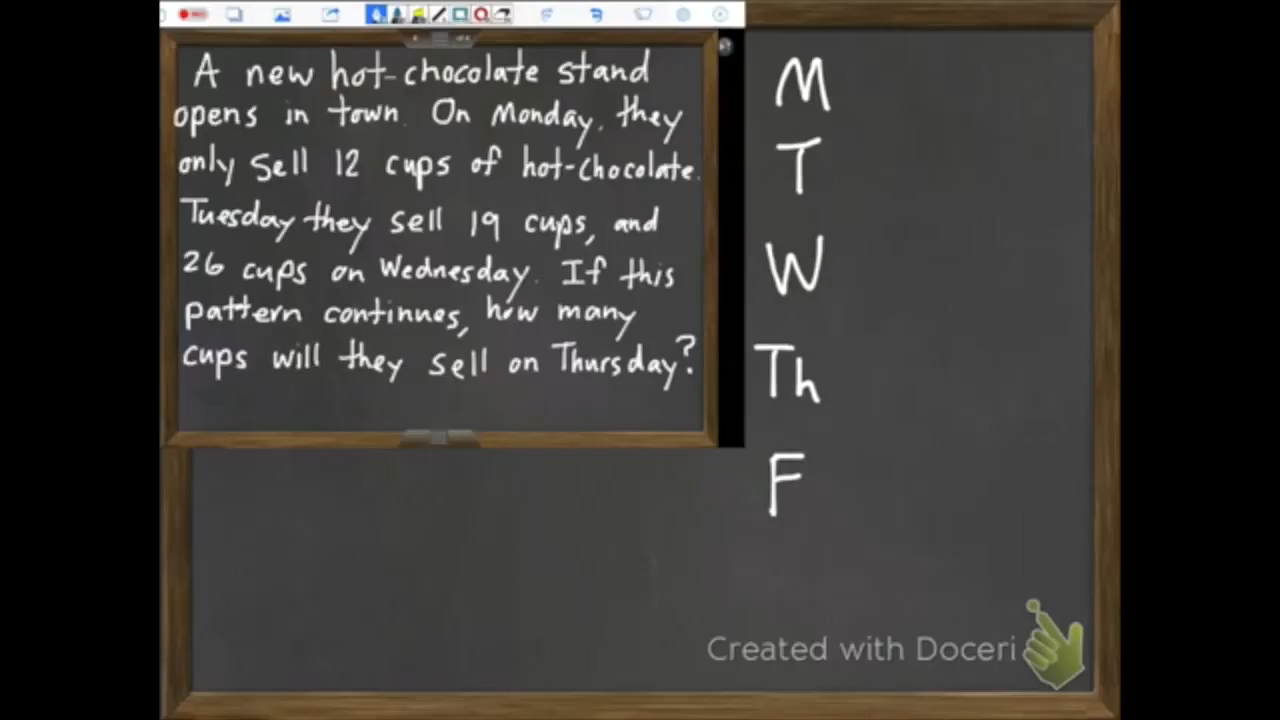 A new hot-chocolate stand
opens in town. On Monday, they
only sell 12 cups of hot-chocolate.
Tuesday they sell 19 cups, and
26 cups on Wednesday. If this
pattern continues, how many
cups will they sell on Thursday?
M
T
W
Th
F
Created with Doceri